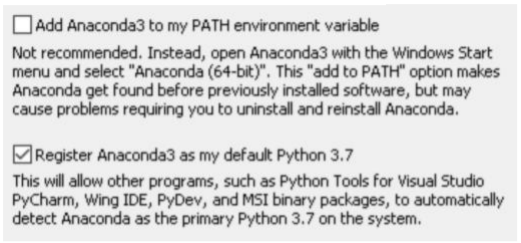 Add Anaconda3 to my PATH environment variable
Not recommended. Instead, open Anaconda3 with the Windows Start
menu and select "Anaconda (64-bit)". This "add to PATH" option makes
Anaconda get found before previously installed software, but may
cause problems requiring you to uninstall and reinstall Anaconda.
Register Anaconda3 as my default Python 3.7
This will allow other programs, such as Python Tools for Visual Studio
PyCharm, Wing IDE, PyDev, and MSI binary packages, to automatically
detect Anaconda as the primary Python 3.7 on the system.